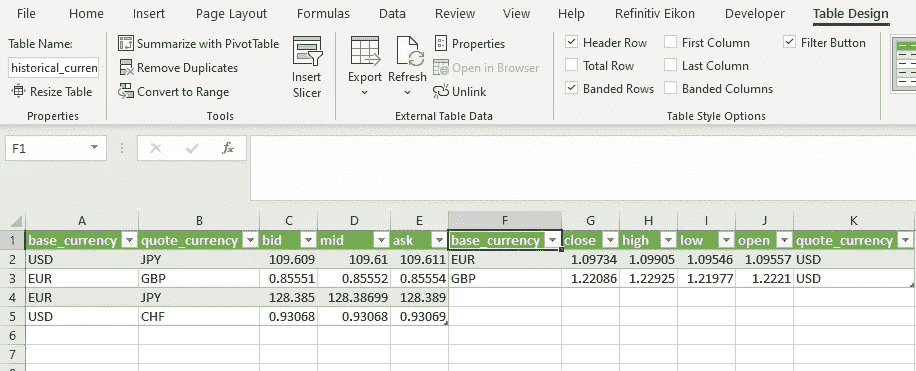 File Home Insert Page Layout Formulas Data Review View Help Refinitiv Eikon Developer Table Design
Table Name:
historical_curren
Resize Table
Properties
Summarize with PivotTable
Remove Duplicates
Convert to Range
Tools
Insert
Slicer
Export
Refresh
Properties
Open in Browser
Unlink
External Table Data
Header Row
First Column
Filter Button
Total Row
Last Column
Banded Rows
Banded Columns
Table Style Options
F1
fx
A B C D E F G H I J K
1 base_currency quote_currency bid mid ask base_currency close high low open quote_currency
2 USD JPY 109.609 109.61 109.611 EUR 1.09734 1.09905 1.09546 1.09557 USD
3 EUR GBP 0.85551 0.85552 0.85554 GBP 1.22086 1.22925 1.21977 1.2221 USD
4 EUR JPY 128.385 128.38699 128.389
5 USD CHF 0.93068 0.93068 0.93069
6
7